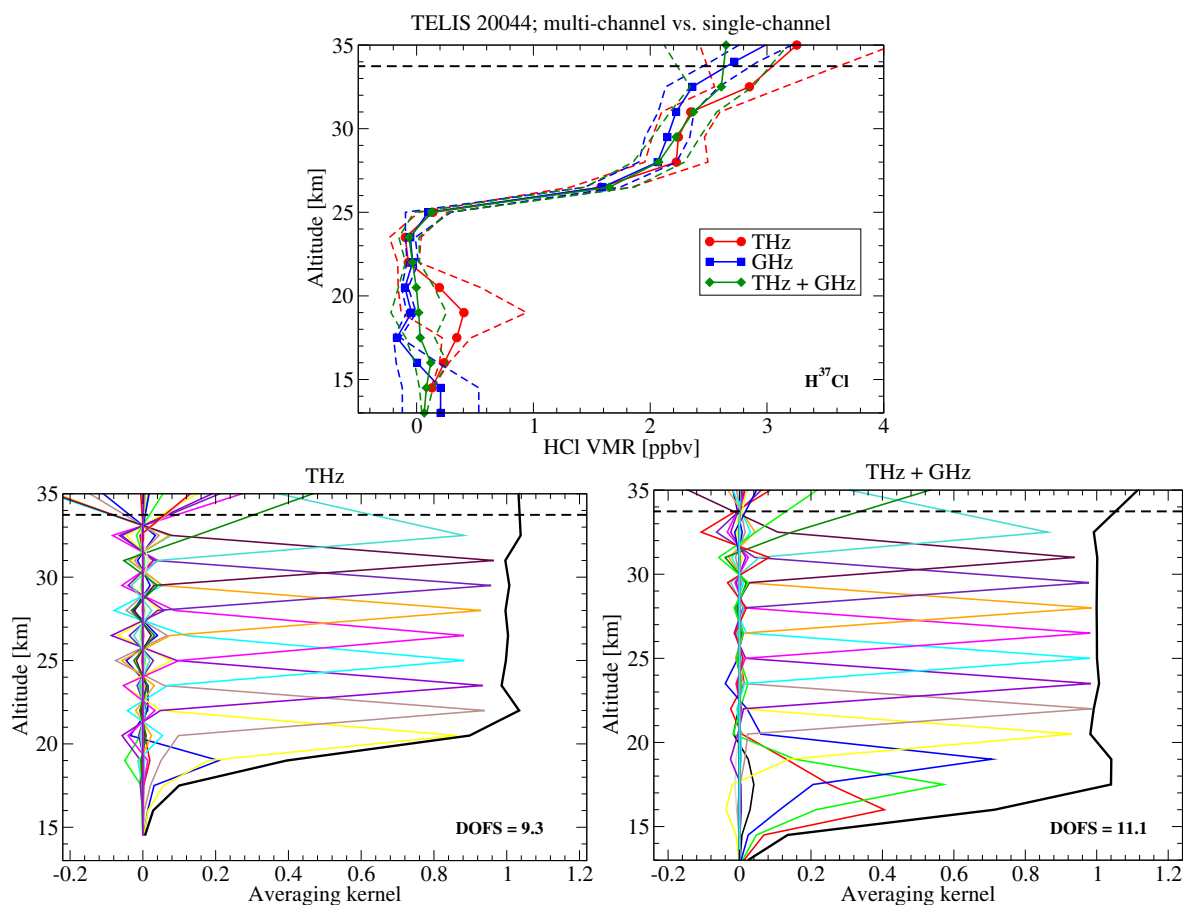 TELIS 20044; multi-channel vs. single-channel
35
30
25
20
15
Altitude [km]
THz
GHz
THz + GHz
H³⁷Cl
0 1 2 3 4
HCl VMR [ppbv]
THz
35
30
25
20
15
Altitude [km]
DOFS = 9.3
-0.2 0 0.2 0.4 0.6 0.8 1 1.2
Averaging kernel
THz + GHz
35
30
25
20
15
Altitude [km]
DOFS = 11.1
-0.2 0 0.2 0.4 0.6 0.8 1 1.2
Averaging kernel